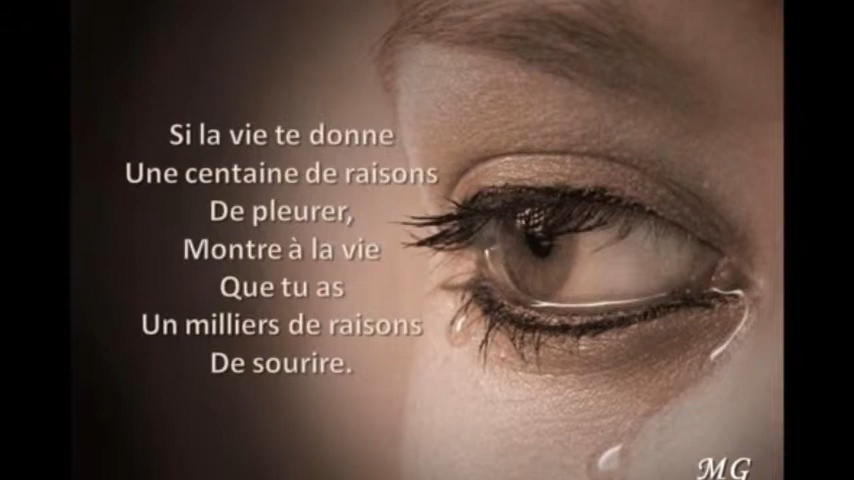 Si la vie te donne
Une centaine de raisons
De pleurer,
Montre à la vie
Que tu as
Un milliers de raisons
De sourire.
MG